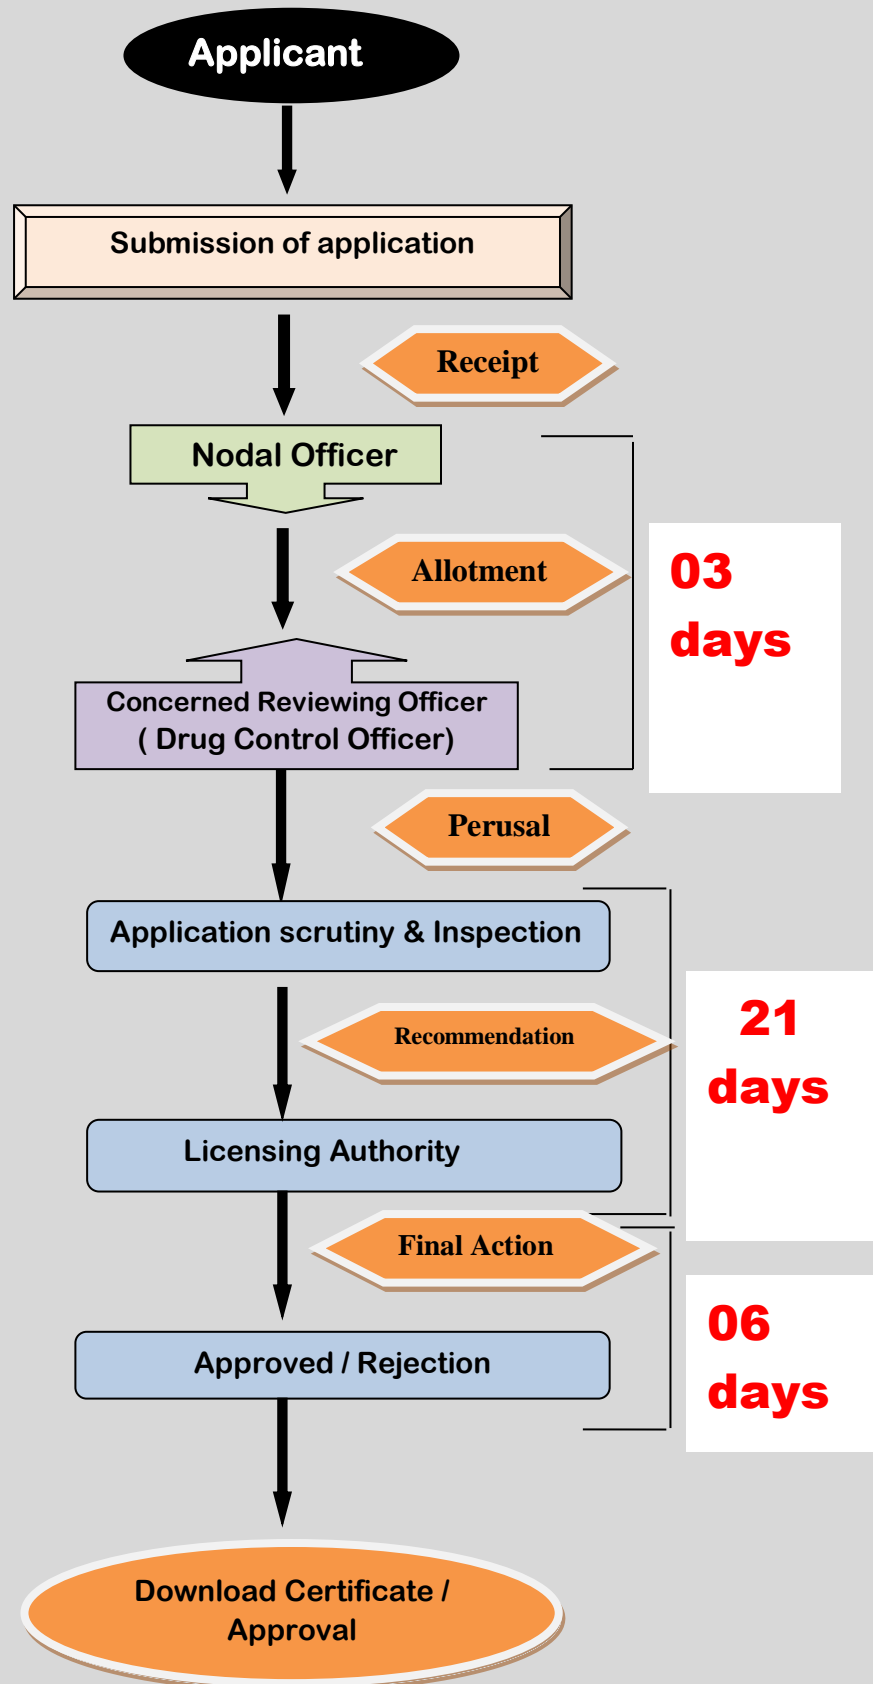 Applicant
Submission of application
Receipt
Nodal Officer
Allotment
03
days
Concerned Reviewing Officer
( Drug Control Officer)
Perusal
Application scrutiny & Inspection
21
days
Recommendation
Licensing Authority
Final Action
06
days
Approved / Rejection
Download Certificate /
Approval